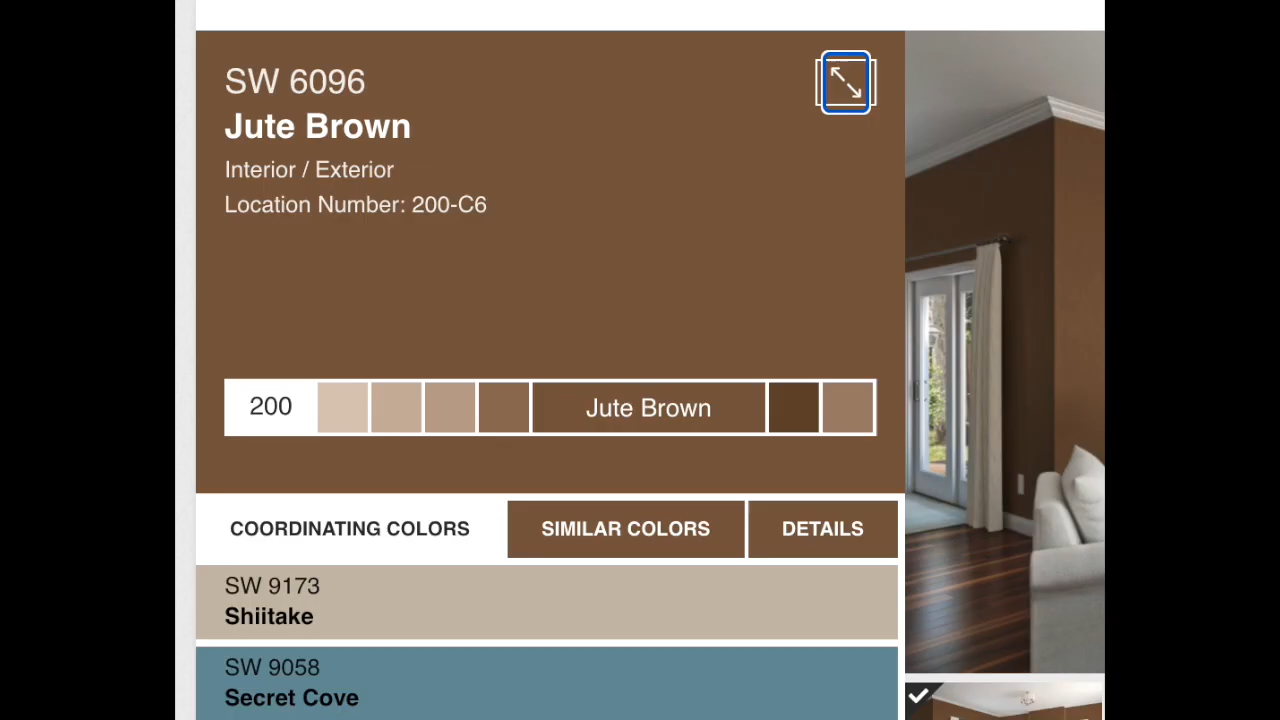 SW 6096
Jute Brown
Interior / Exterior
Location Number: 200-C6
200
Jute Brown
COORDINATING COLORS
SIMILAR COLORS
DETAILS
SW 9173
Shiitake
SW 9058
Secret Cove